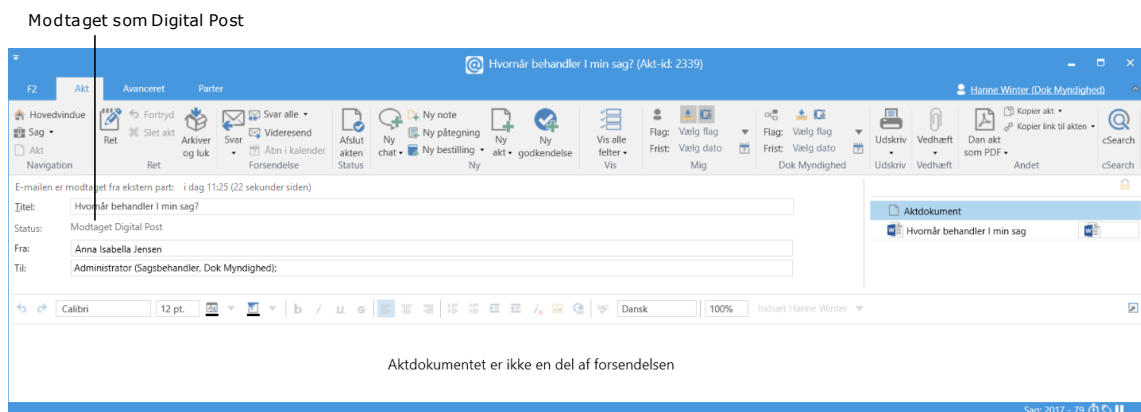 Modtaget som Digital Post
Hvornår behandler I min sag? (Akt-id: 2339)
F2 Akt Avanceret Parter Hanne Winter (Dok Myndighed)
Hovedvindue
Sag
Akt
Navigation
Ret
Fortryd
Slet akt
Arkiver
og luk
Ret
Svar
Svar alle
Videresend
Åbn i kalender
Forsendelse
Afslut
akten
Status
Ny
chat
Ny note
Ny påtegning
Ny bestilling
Ny
akt
Ny
godkendelse
Ny
Vis alle
felter
Vis
Flag: Vælg flag
Frist: Vælg dato
Mig
Flag: Vælg flag
Frist: Vælg dato
Dok Myndighed
Udskriv
Udskriv
Vedhæft
Vedhæft
Dan akt
som PDF
Kopier akt
Kopier link til akten
Andet
cSearch
cSearch
E-mailen er modtaget fra ekstern part: i dag 11:25 (22 sekunder siden)
Titel: Hvornår behandler I min sag?
Status: Modtaget Digital Post
Fra: Anna Isabella Jensen
Til: Administrator (Sagsbehandler, Dok Myndighed);
Aktdokument
Hvornår behandler I min sag
Calibri 12 pt. b i u s Dansk 100% Indsæt Hanne Winter
Aktdokumentet er ikke en del af forsendelsen
Sag: 2017 - 79